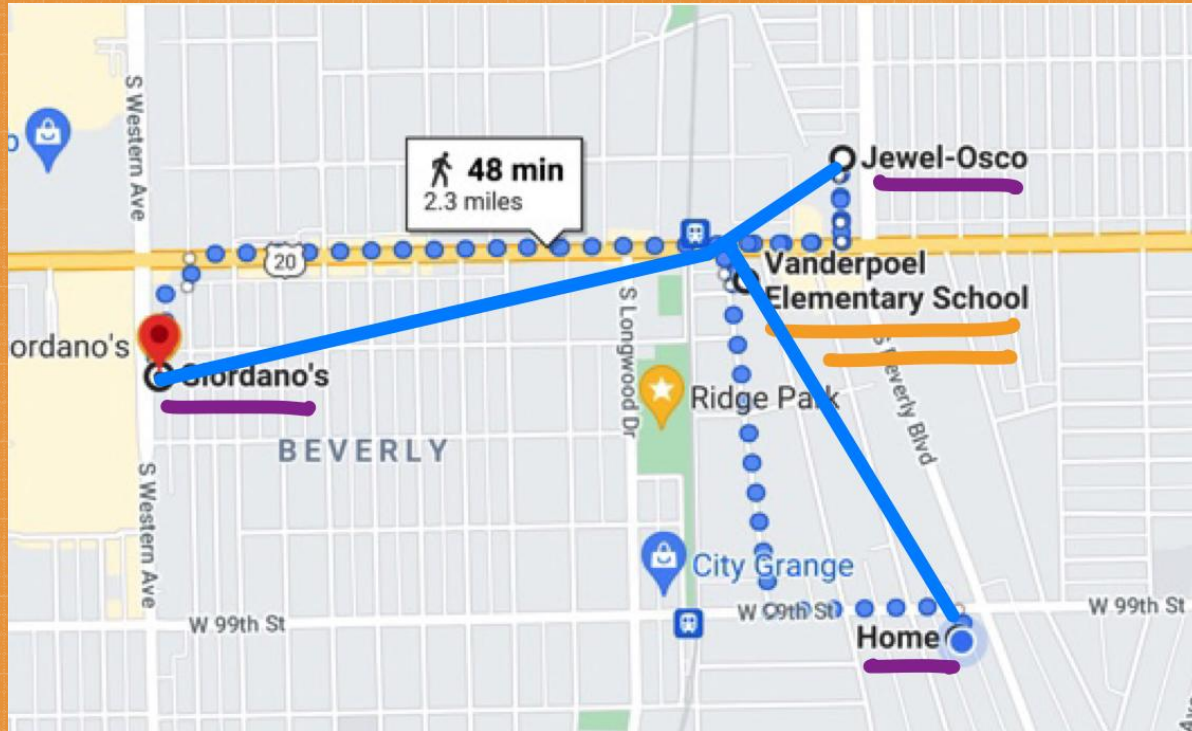 S Western Ave
48 min
2.3 miles
Jewel-Osco
20
Vanderpoel
Elementary School
ordano's
Giordano's
S Longwood Dr
Ridge Park
S Beverly Blvd
BEVERLY
S Western Ave
City Grange
W 99th St
W 99th St
W 99th St
Home